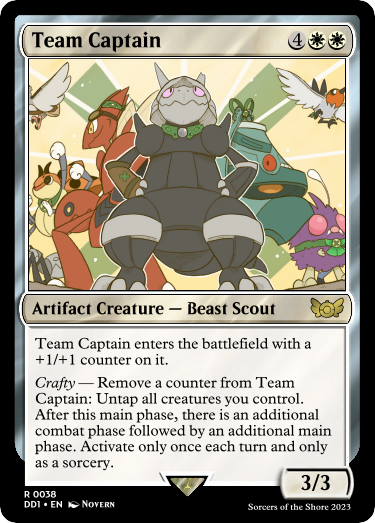 Team Captain 4
Artifact Creature — Beast Scout
Team Captain enters the battlefield with a
+1/+1 counter on it.
Crafty — Remove a counter from Team
Captain: Untap all creatures you control.
After this main phase, there is an additional
combat phase followed by an additional main
phase. Activate only once each turn and only
as a sorcery.
3/3
R 0038
DD1 • EN Novern
Sorcers of the Shore 2023